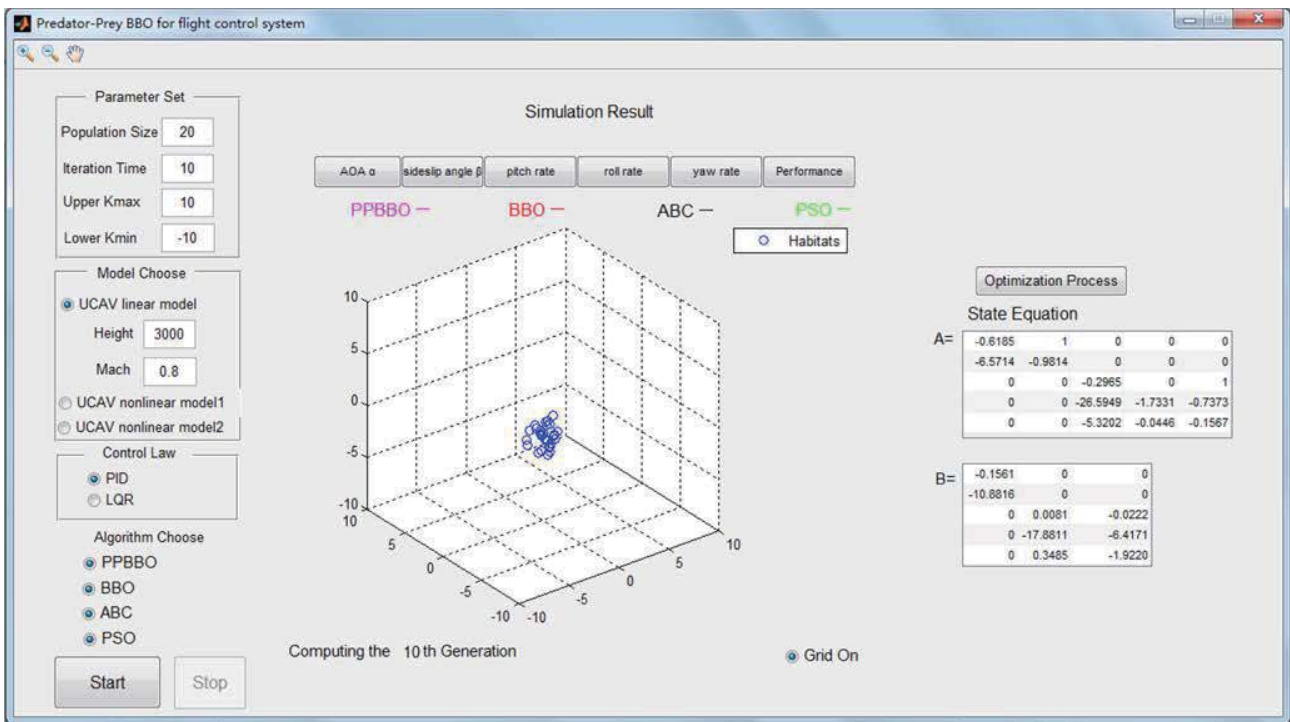 Predator-Prey BBO for flight control system
Parameter Set
Population Size 20
Iteration Time 10
Upper Kmax 10
Lower Kmin -10
Model Choose
UCAV linear model
Height 3000
Mach 0.8
UCAV nonlinear model1
UCAV nonlinear model2
Control Law
PID
LQR
Algorithm Choose
PPBBO
BBO
ABC
PSO
Start Stop
Simulation Result
AOA α sideslip angle β pitch rate roll rate yaw rate Performance
PPBBO — BBO — ABC — PSO —
Habitats
10
5
0
-5
-10
10
5
0
-5
-10
-10
-5
0
5
10
Computing the 10 th Generation
Grid On
Optimization Process
State Equation
A=
-0.6185 1 0 0 0
-6.5714 -0.9814 0 0 0
0 0 -0.2965 0 1
0 0 -26.5949 -1.7331 -0.7373
0 0 -5.3202 -0.0446 -0.1567
B=
-0.1561 0 0
-10.8816 0 0
0 0.0081 -0.0222
0 -17.8811 -6.4171
0 0.3485 -1.9220